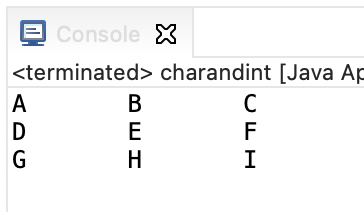 Console
<terminated> charandint [Java Ap
A B C
D E F
G H I